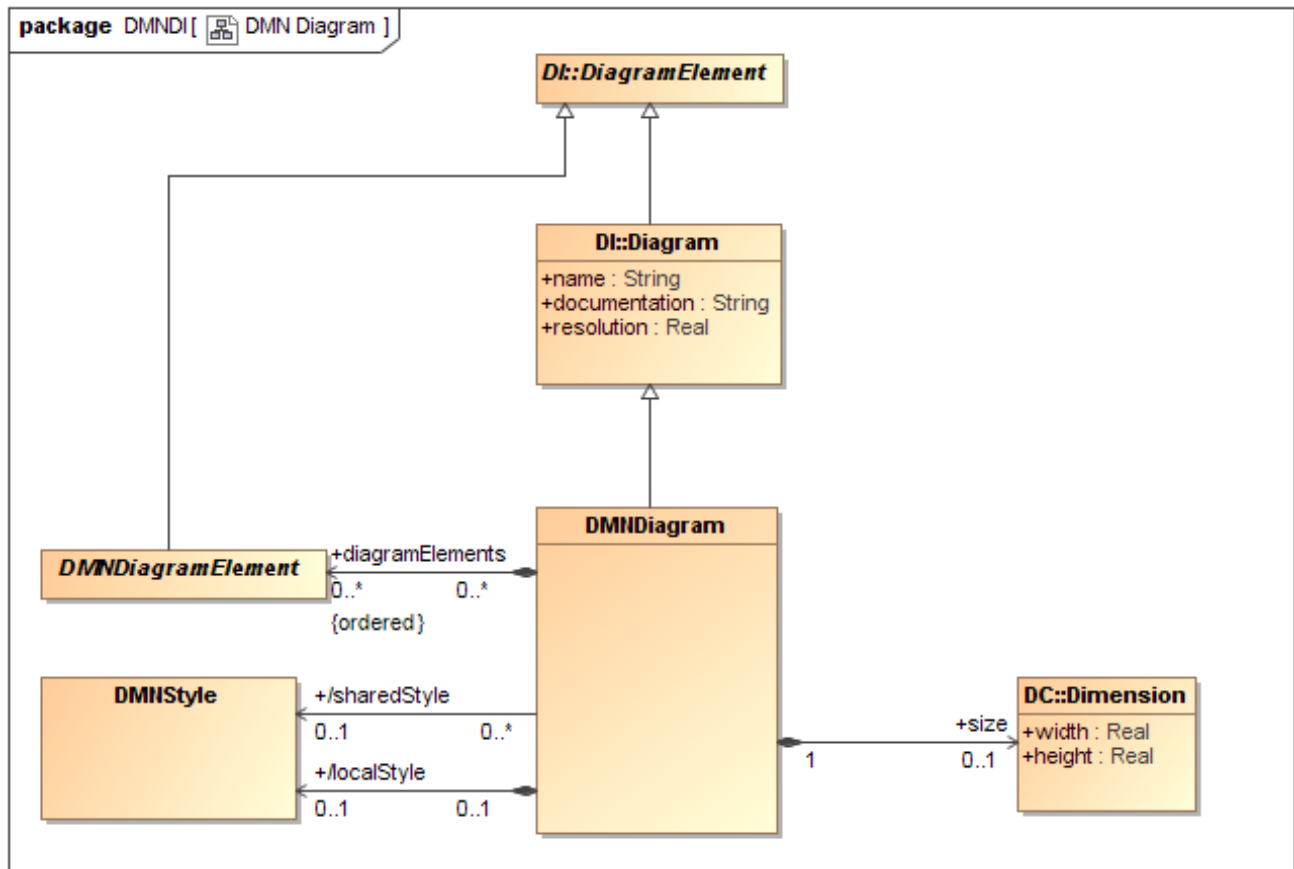 package DMNDI [ DMN Diagram ]
DI::DiagramElement
DI::Diagram
+name : String
+documentation : String
+resolution : Real
DMNDiagram
DMNDiagramElement
+diagramElements
0..* 0..*
{ordered}
DMNStyle
+/sharedStyle
0..1 0..*
+/localStyle
0..1 0..1
+size
1 0..1
DC::Dimension
+width : Real
+height : Real